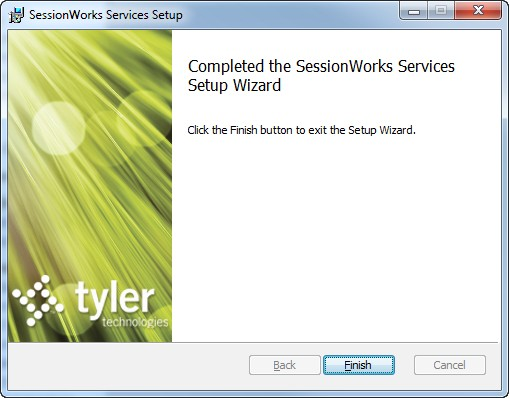 SessionWorks Services Setup
Completed the SessionWorks Services
Setup Wizard
Click the Finish button to exit the Setup Wizard.
tyler
technologies
Back
Finish
Cancel